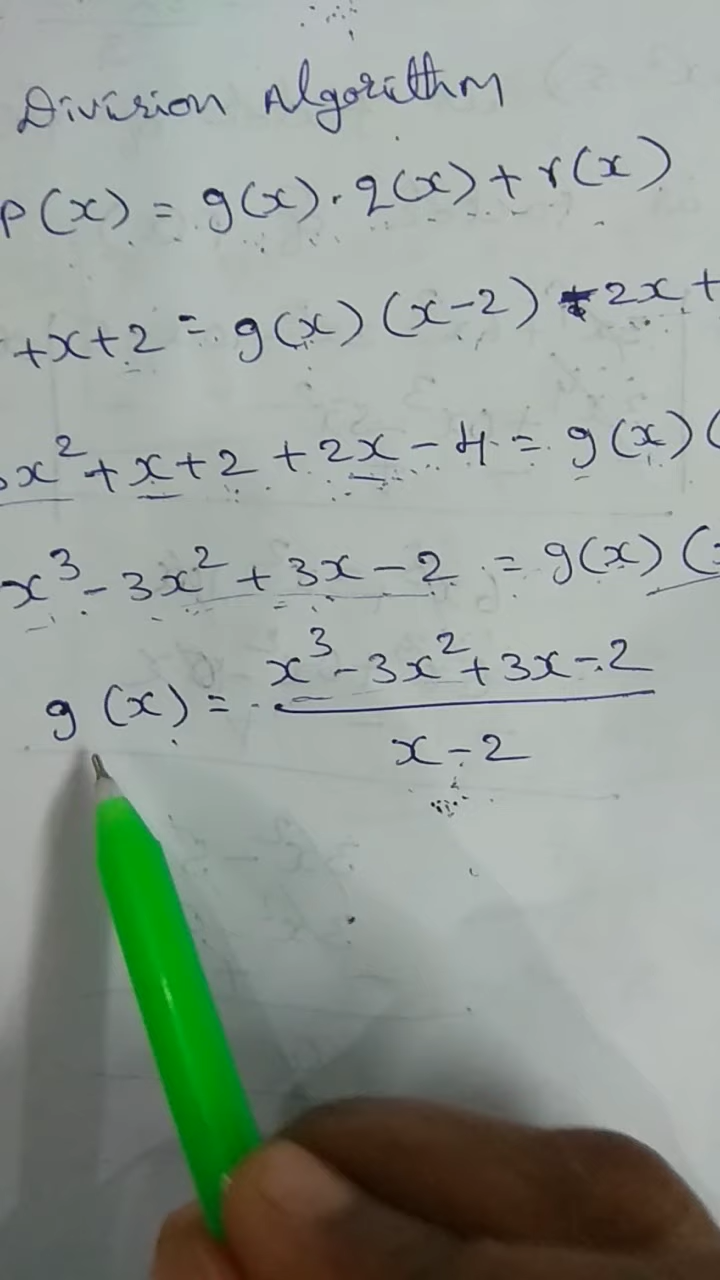 Division Algorithm
P(x) = g(x) . q(x) + r(x)
+x+2 = g(x) (x-2) -2x+
x² +x+2 +2x-4 = g(x) (
x³ - 3x² + 3x - 2 = g(x) (
g(x) = x³ - 3x² + 3x - 2
x - 2